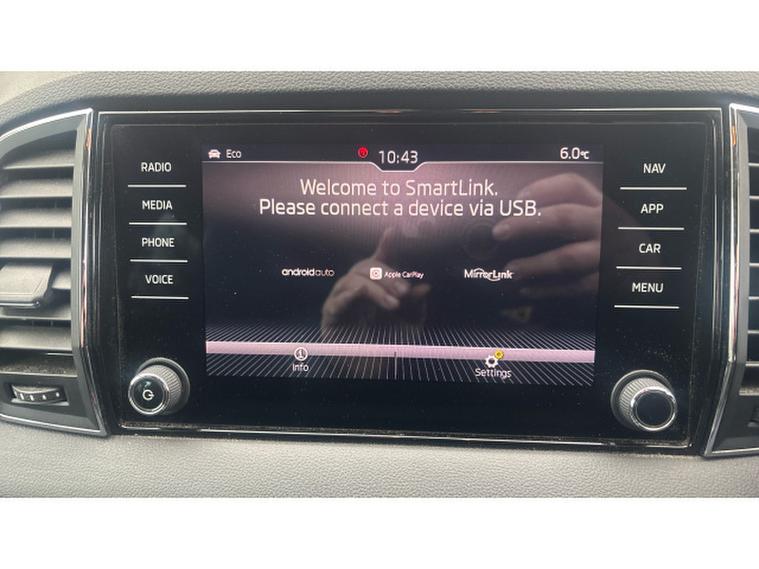 Eco
10:43
6.0°C
RADIO
MEDIA
PHONE
VOICE
NAV
APP
CAR
MENU
Welcome to SmartLink.
Please connect a device via USB.
androidauto
Apple CarPlay
MirrorLink
Info
Settings